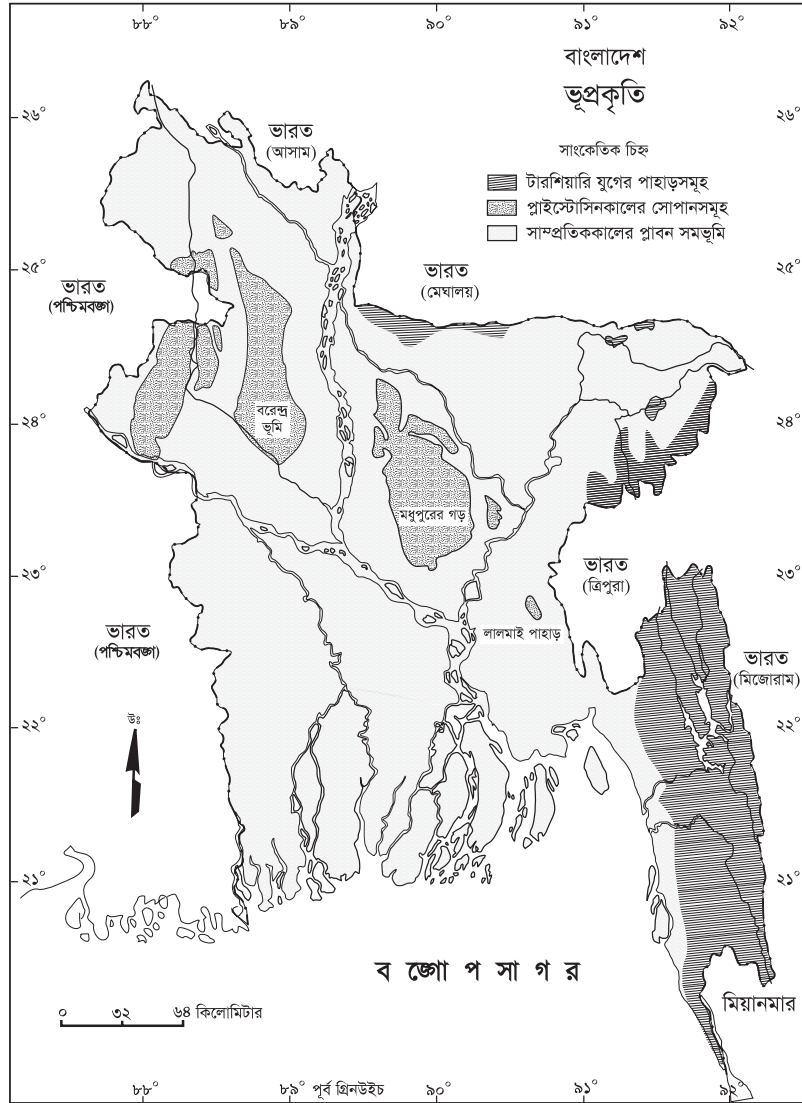 ৮৮° ৮৯° ৯০° ৯১° ৯২°
বাংলাদেশ
ভূপ্রকৃতি
২৬° ২৬°
ভারত
(আসাম)
সাংকেতিক চিহ্ন
টারশিয়ারি যুগের পাহাড়সমূহ
প্লাইস্টোসিনকালের সোপানসমূহ
সাম্প্রতিককালের প্লাবন সমভূমি
২৫° ২৫°
ভারত
(পশ্চিমবঙ্গ)
ভারত
(মেঘালয়)
২৪° ২৪°
বরেন্দ্র
ভূমি
মধুপুরের গড়
২৩° ২৩°
ভারত
(ত্রিপুরা)
লালমাই পাহাড়
ভারত
(পশ্চিমবঙ্গ)
ভারত
(মিজোরাম)
২২° ২২°
উঃ
২১° ২১°
ব ঙ্গো প সা গ র
মিয়ানমার
০ ৩২ ৬৪ কিলোমিটার
৮৮° ৮৯° পূর্ব গ্রিনউইচ ৯০° ৯১° ৯২°